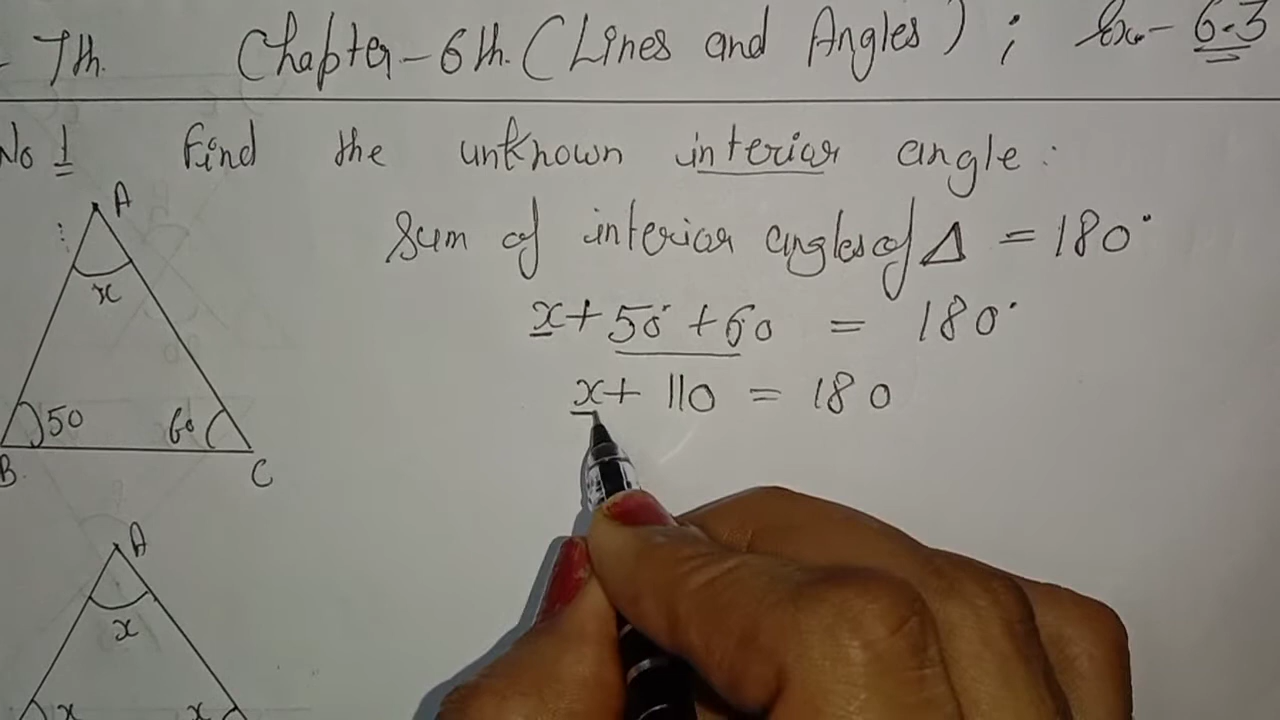 - 7th. Chapter-6th. (Lines and Angles) ; Ex-6.3
No 1 Find the unknown interior angle :
A
Sum of interior angles of Δ = 180°
x
x + 50° + 60 = 180°
x + 110 = 180
50 60
B C
A
x
x x